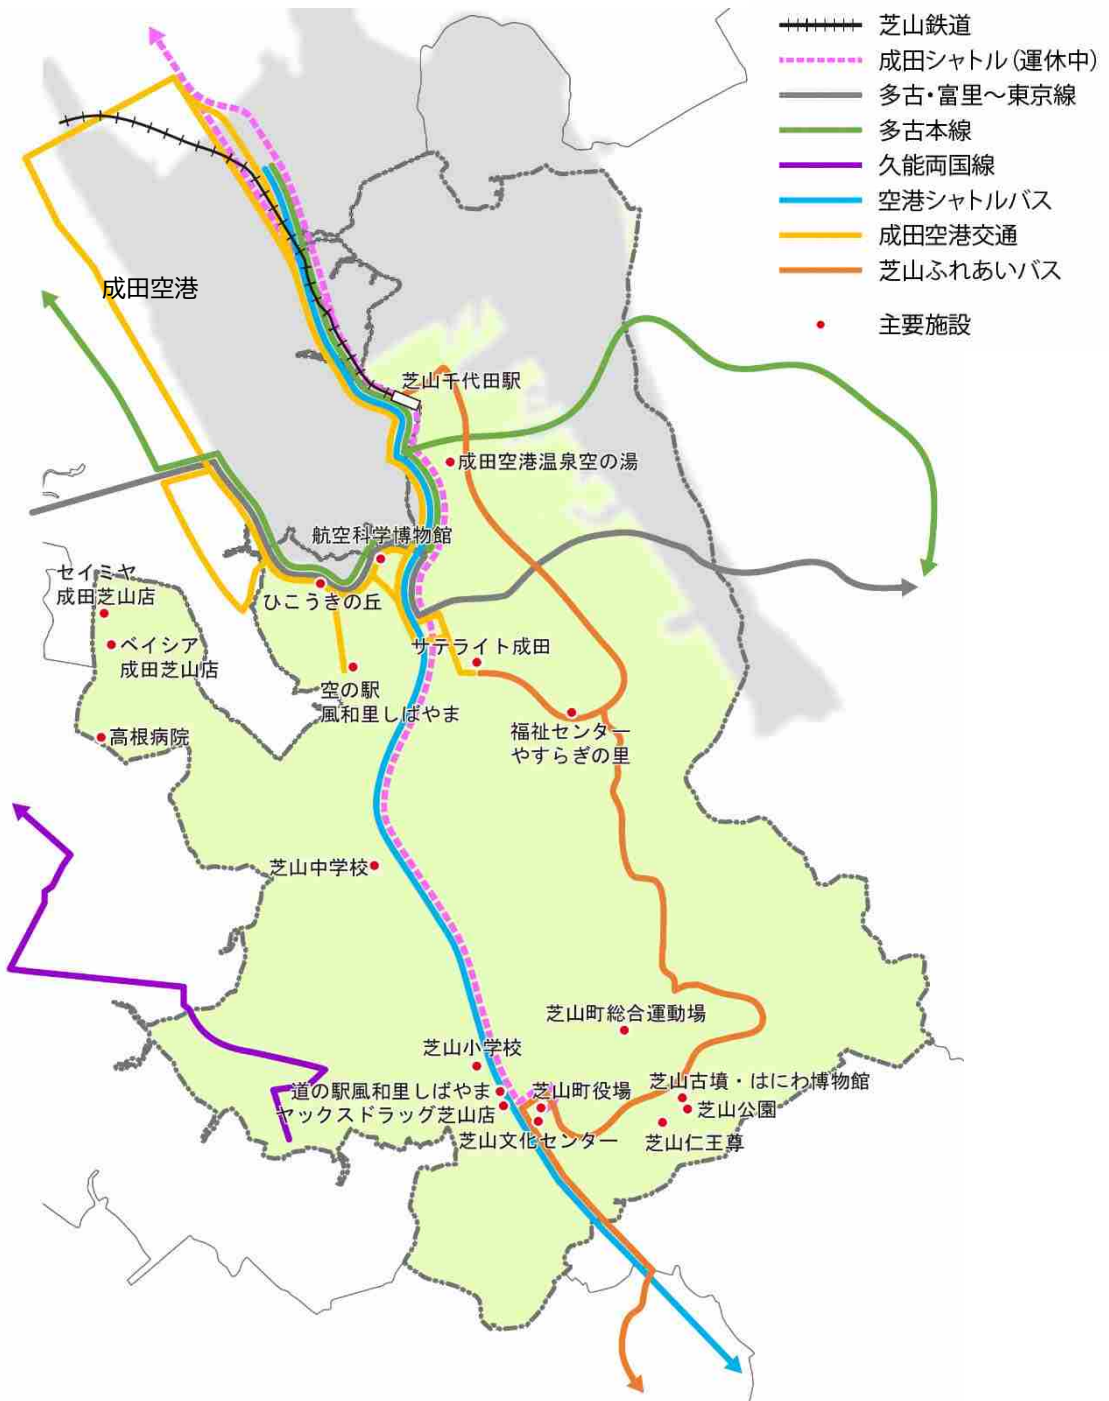 芝山鉄道
成田シャトル(運休中)
多古・富里～東京線
多古本線
久能両国線
空港シャトルバス
成田空港交通
芝山ふれあいバス
主要施設
成田空港
芝山千代田駅
成田空港温泉空の湯
航空科学博物館
ひこうきの丘
セイミヤ
成田芝山店
ベイシア
成田芝山店
サテライト成田
空の駅
風和里しばやま
高根病院
福祉センター
やすらぎの里
芝山中学校
芝山町総合運動場
芝山小学校
道の駅風和里しばやま
ヤックスドラッグ芝山店
芝山町役場
芝山文化センター
芝山古墳・はにわ博物館
芝山公園
芝山仁王尊